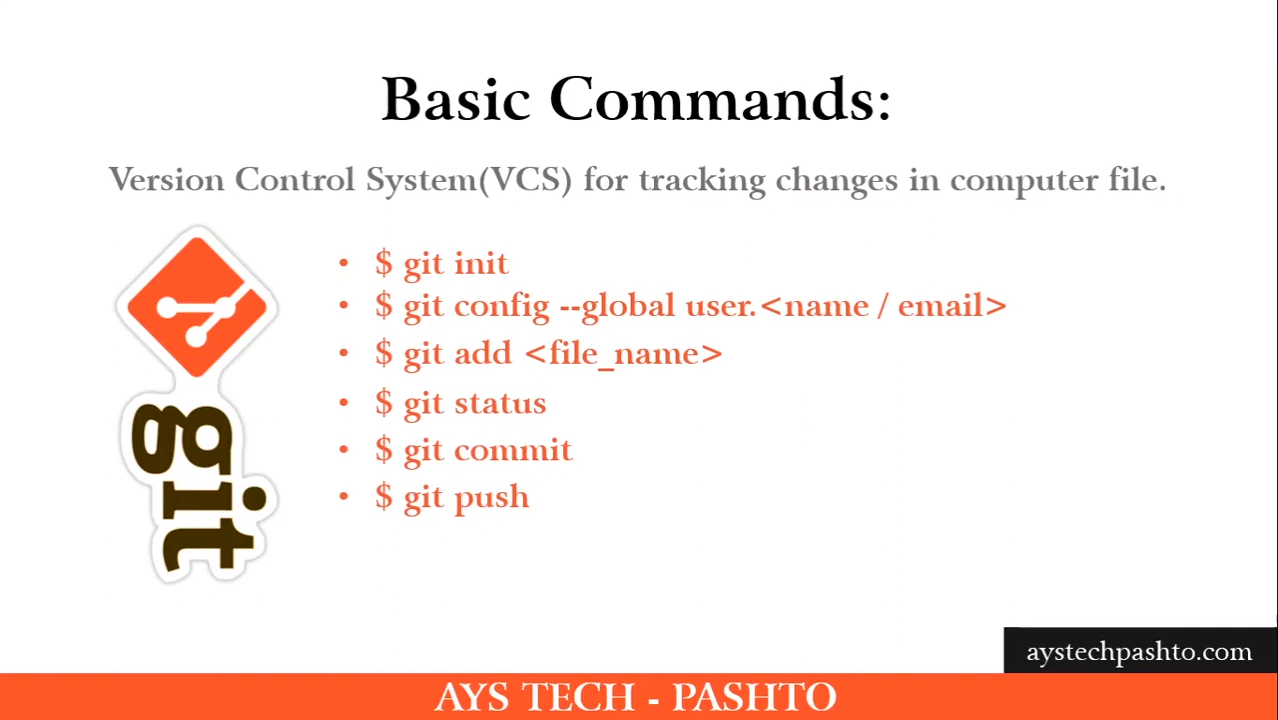 Basic Commands:
Version Control System(VCS) for tracking changes in computer file.
• $ git init
• $ git config --global user.<name / email>
• $ git add <file_name>
• $ git status
• $ git commit
• $ git push
git
aystechpashto.com
AYS TECH - PASHTO